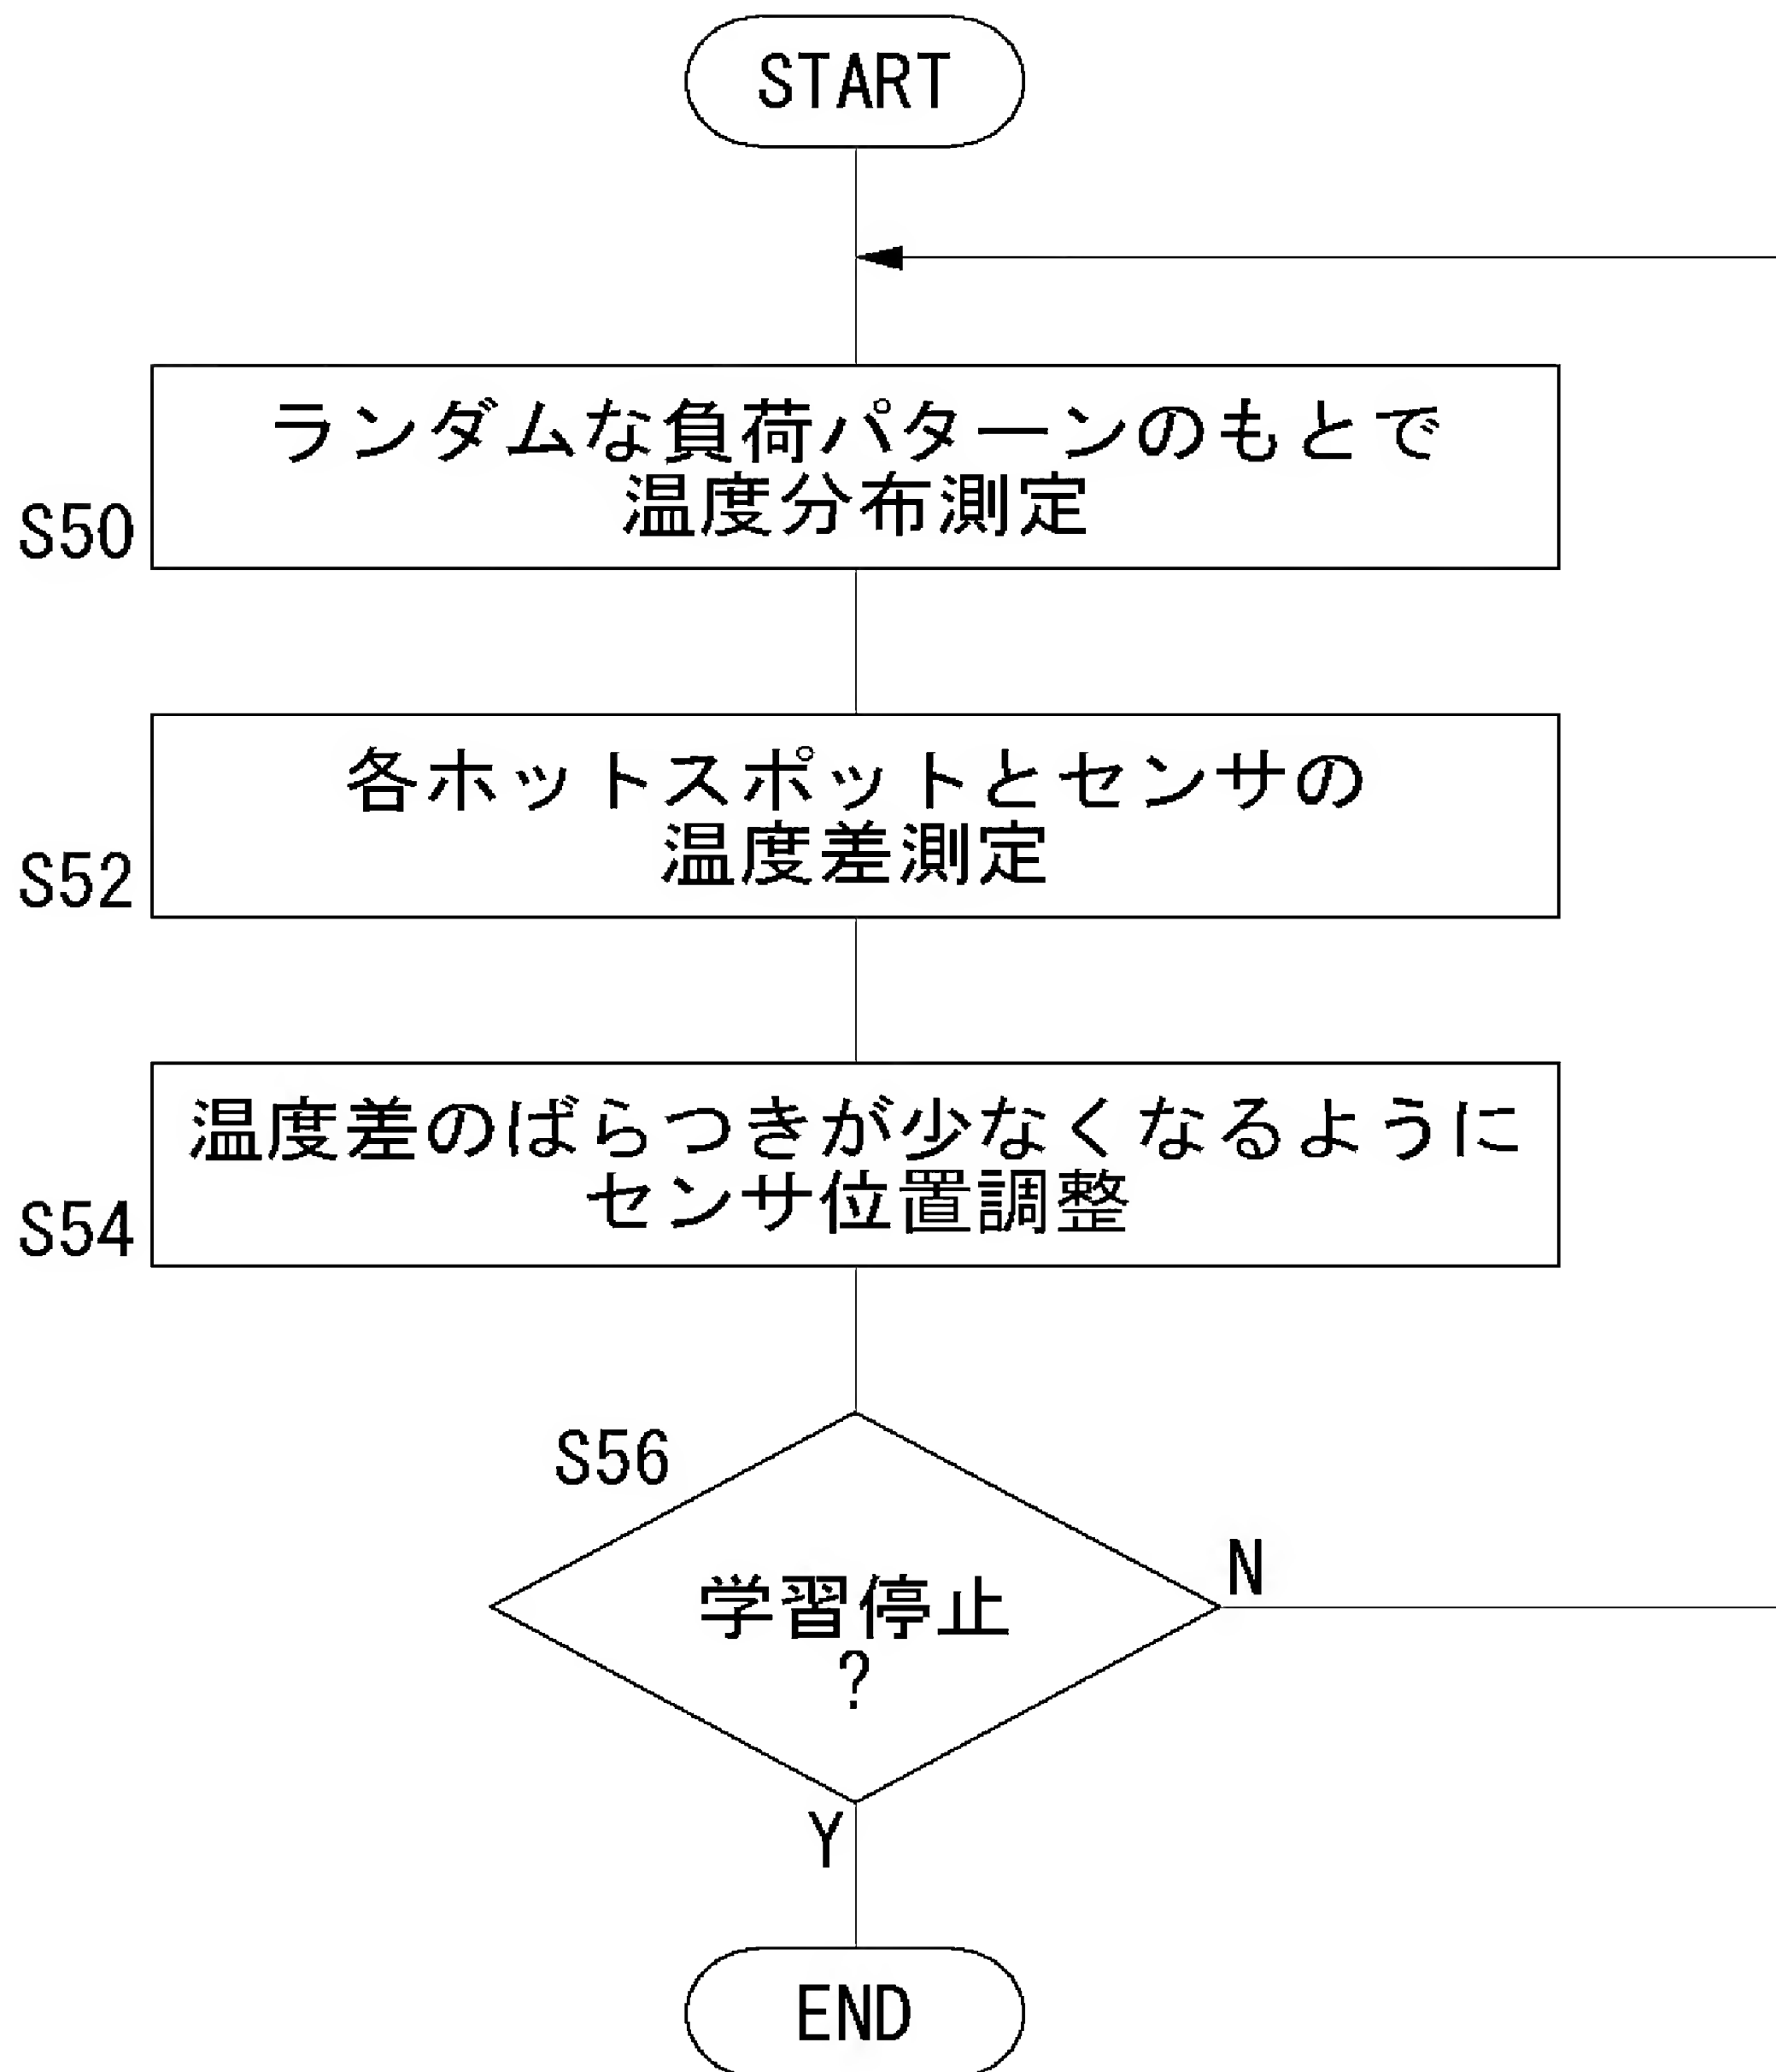 START
ランダムな負荷パターンのもとで
温度分布測定
S50
各ホットスポットとセンサの
温度差測定
S52
温度差のばらつきが少なくなるように
センサ位置調整
S54
S56
N
学習停止
?
Y
END